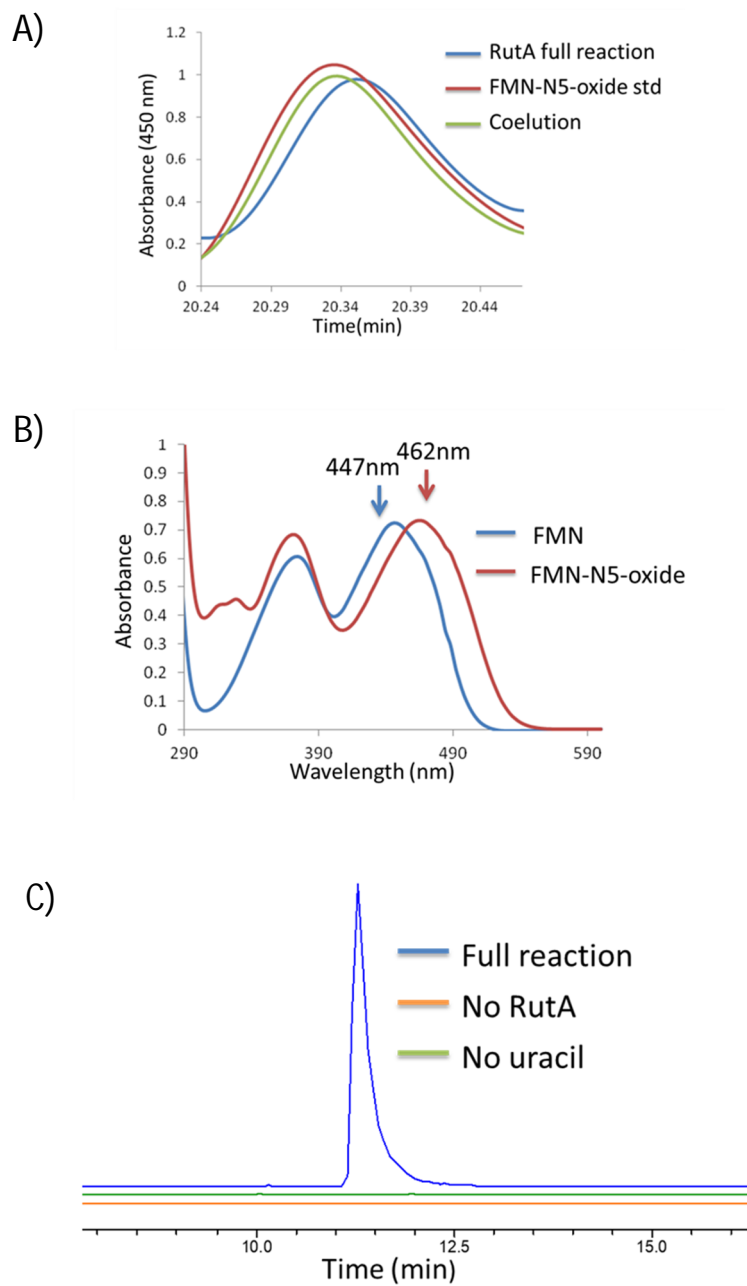 A)
RutA full reaction
FMN-N5-oxide std
Coelution
Absorbance (450 nm)
1.2
1
0.8
0.6
0.4
0.2
0
20.24 20.29 20.34 20.39 20.44
Time(min)
B)
447nm 462nm
FMN
FMN-N5-oxide
Absorbance
1
0.9
0.8
0.7
0.6
0.5
0.4
0.3
0.2
0.1
0
290 390 490 590
Wavelength (nm)
C)
Full reaction
No RutA
No uracil
10.0 12.5 15.0
Time (min)